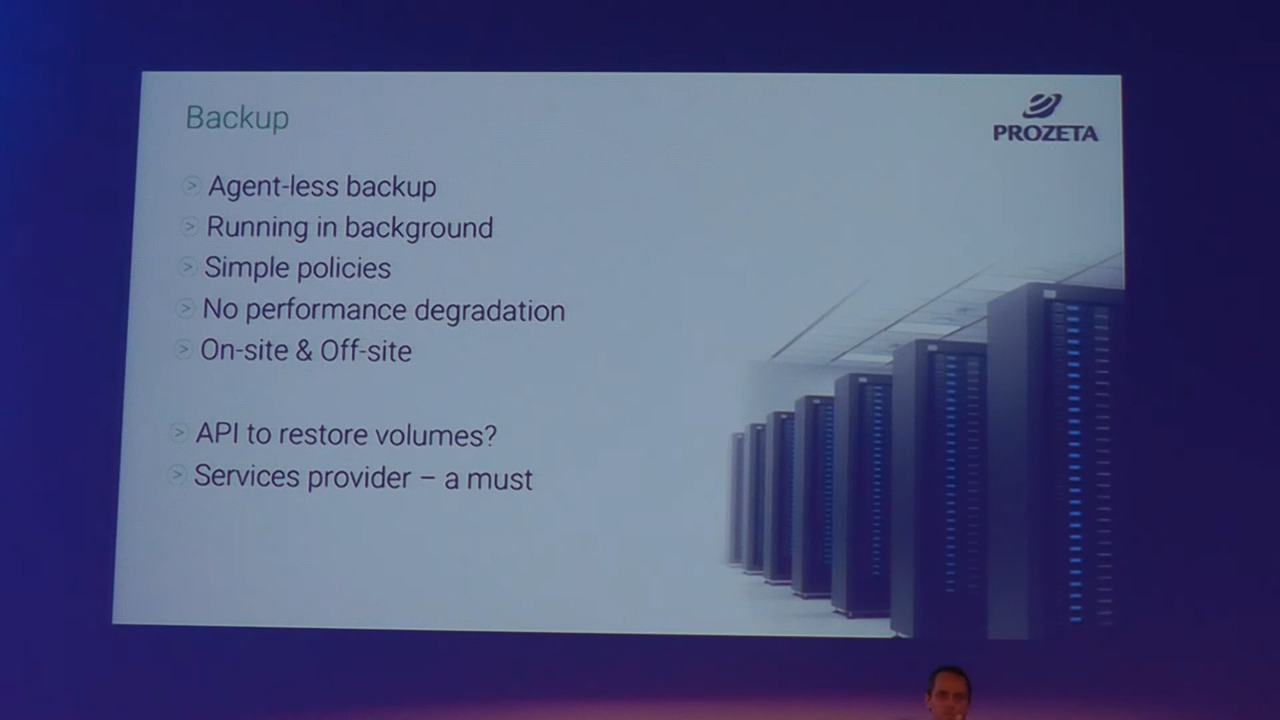 Backup
PROZETA
> Agent-less backup
> Running in background
> Simple policies
> No performance degradation
> On-site & Off-site
> API to restore volumes?
> Services provider – a must